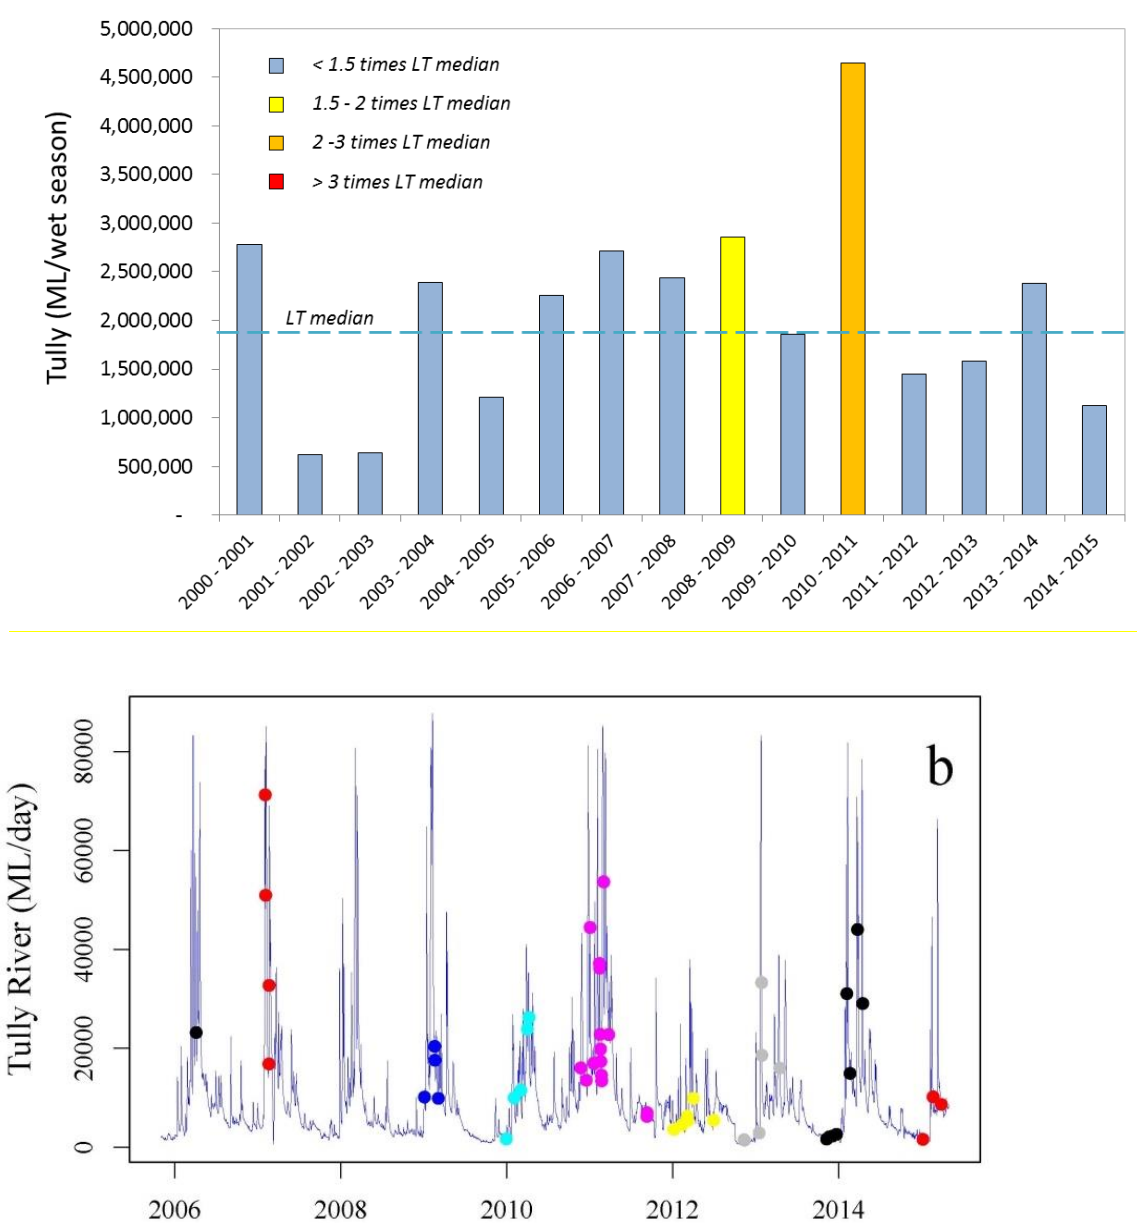 5,000,000
4,500,000
4,000,000
3,500,000
3,000,000
2,500,000
2,000,000
1,500,000
1,000,000
500,000
-
Tully (ML/wet season)
< 1.5 times LT median
1.5 - 2 times LT median
2 -3 times LT median
> 3 times LT median
LT median
2000 - 2001
2001 - 2002
2002 - 2003
2003 - 2004
2004 - 2005
2005 - 2006
2006 - 2007
2007 - 2008
2008 - 2009
2009 - 2010
2010 - 2011
2011 - 2012
2012 - 2013
2013 - 2014
2014 - 2015
b
Tully River (ML/day)
80000
60000
40000
20000
0
2006 2008 2010 2012 2014